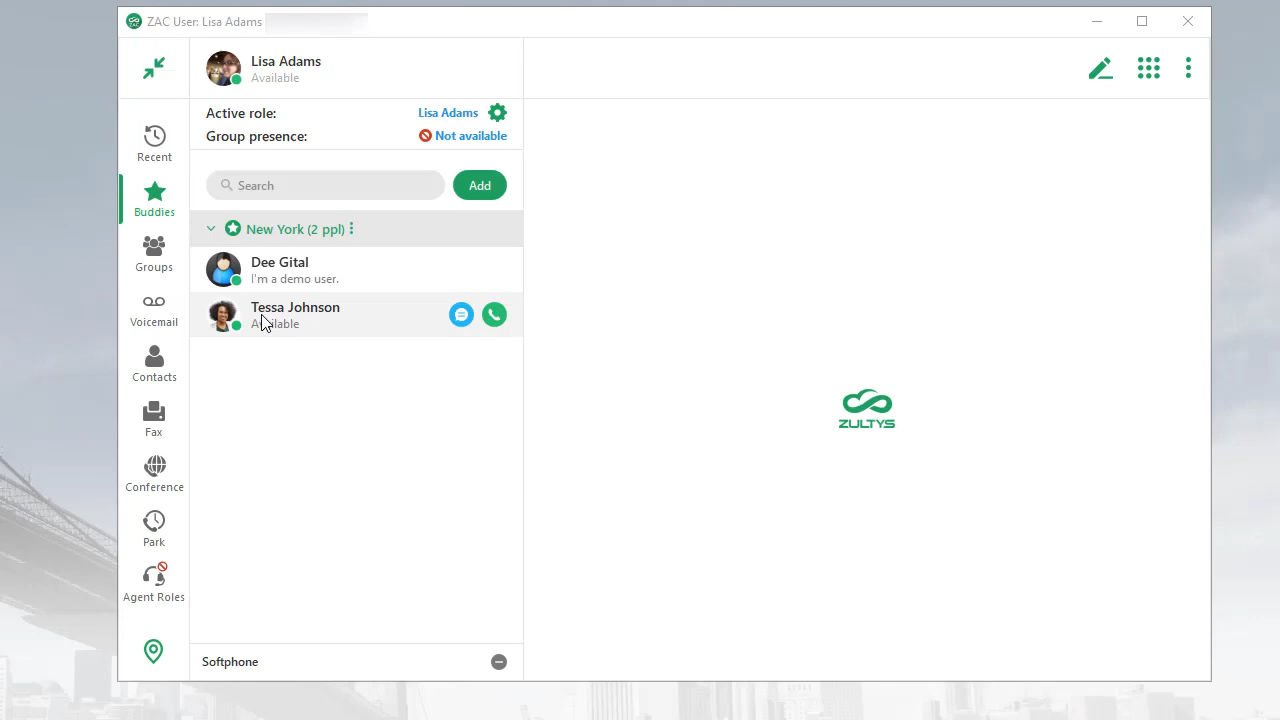 ZAC User: Lisa Adams
Lisa Adams
Available
Active role:
Lisa Adams
Group presence:
Not available
Search
Add
New York (2 ppl)
Dee Gital
I'm a demo user.
Tessa Johnson
Available
Recent
Buddies
Groups
Voicemail
Contacts
Fax
Conference
Park
Agent Roles
Softphone
ZULTYS